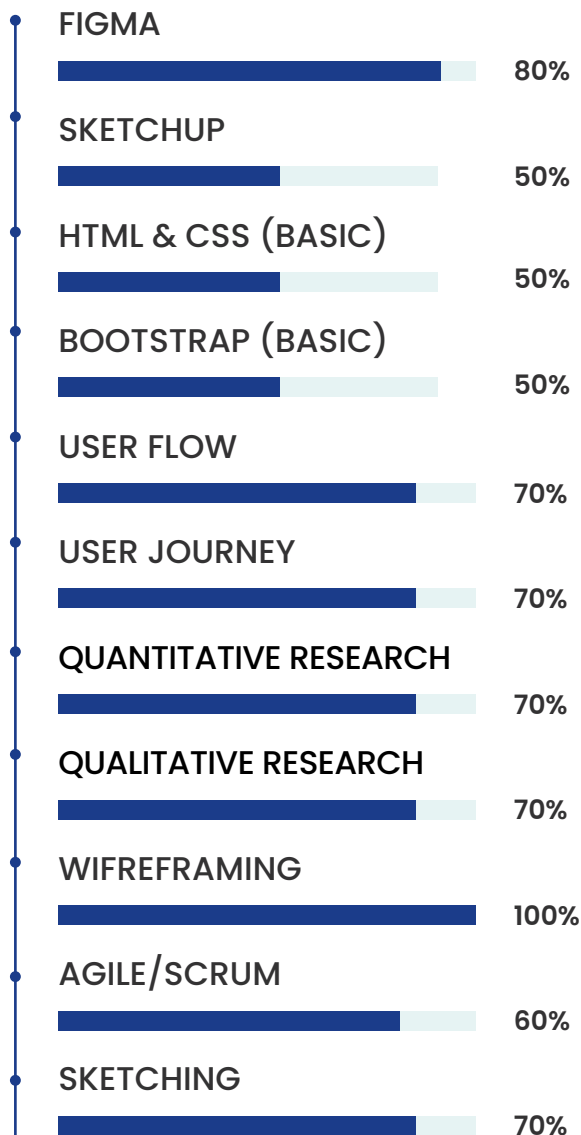 FIGMA
80%
SKETCHUP
50%
HTML & CSS (BASIC)
50%
BOOTSTRAP (BASIC)
50%
USER FLOW
70%
USER JOURNEY
70%
QUANTITATIVE RESEARCH
70%
QUALITATIVE RESEARCH
70%
WIFREFRAMING
100%
AGILE/SCRUM
60%
SKETCHING
70%